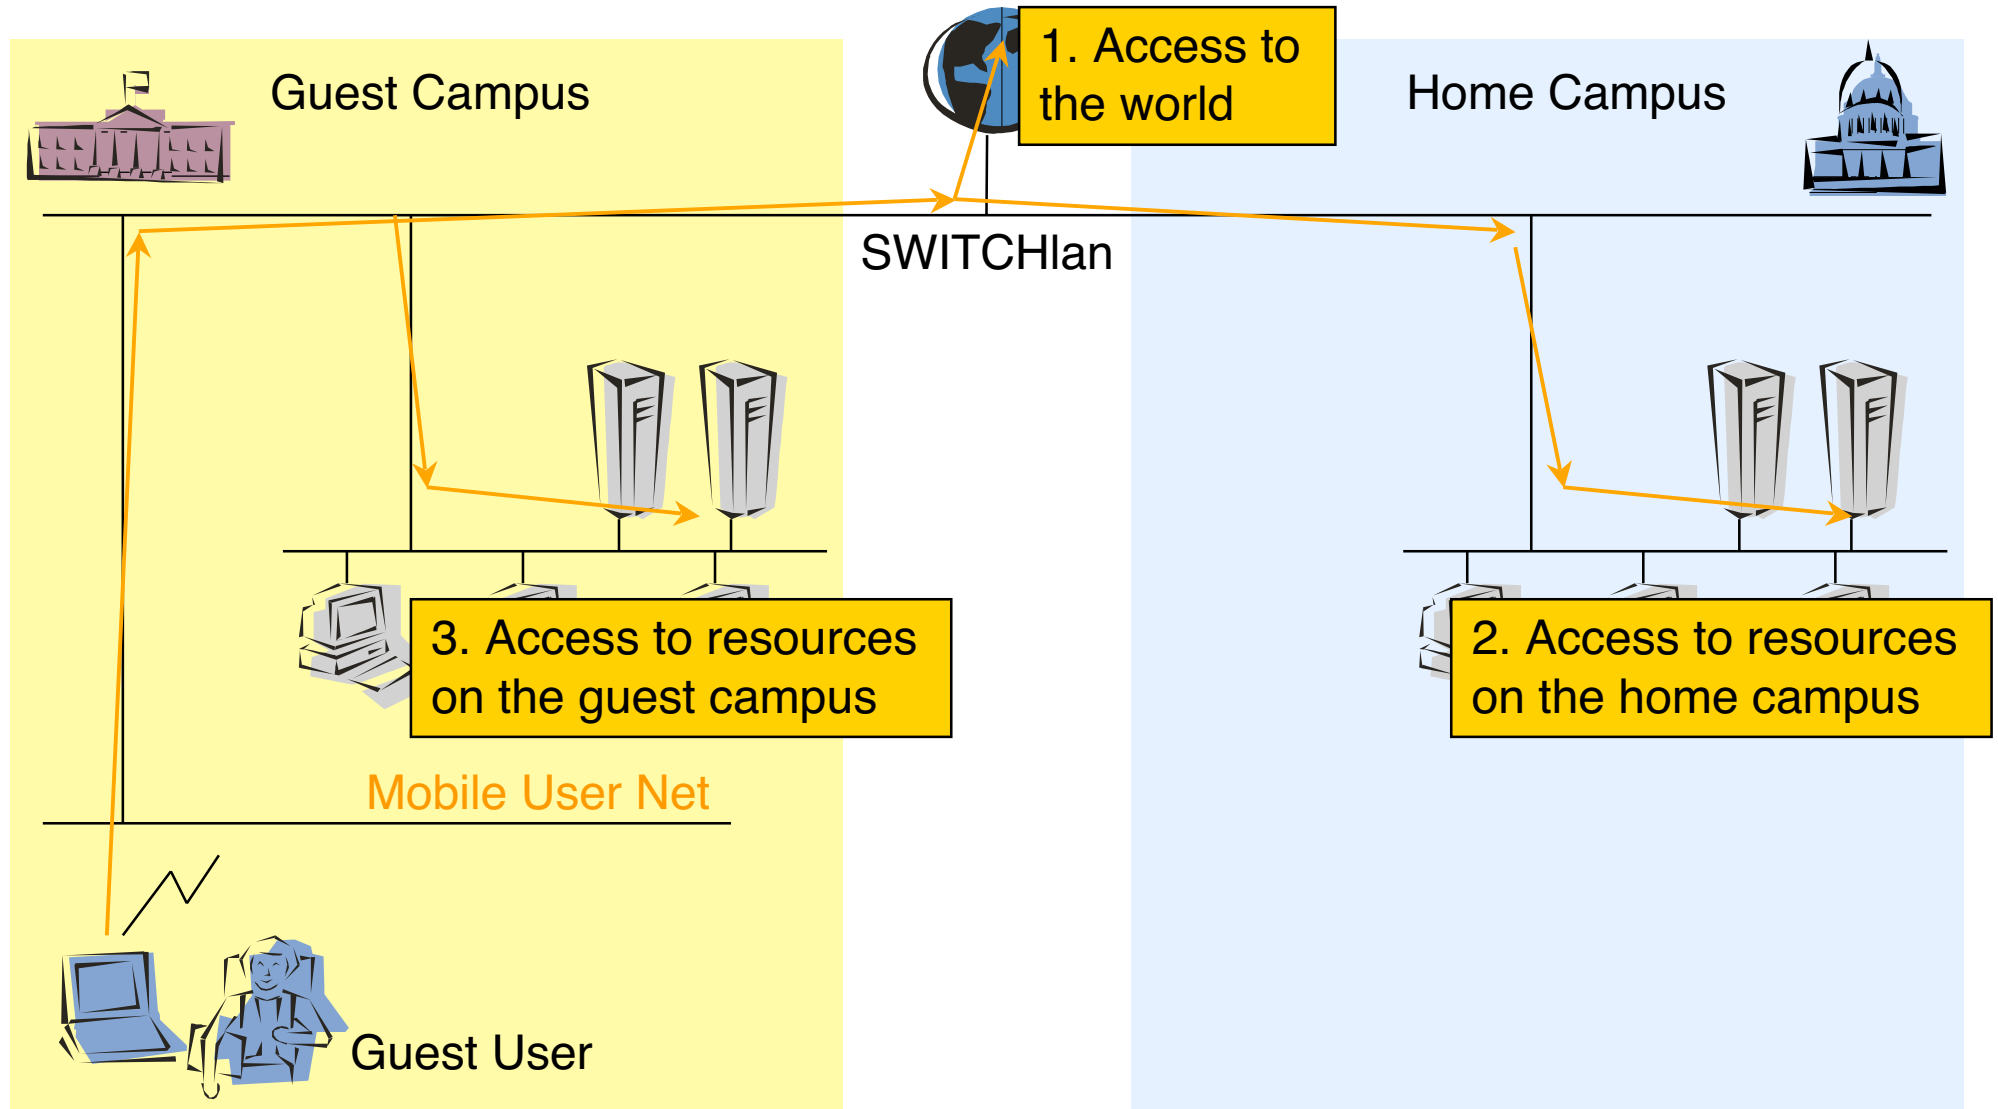 Guest Campus
1. Access to
the world
Home Campus
SWITCHlan
3. Access to resources
on the guest campus
2. Access to resources
on the home campus
Mobile User Net
Guest User